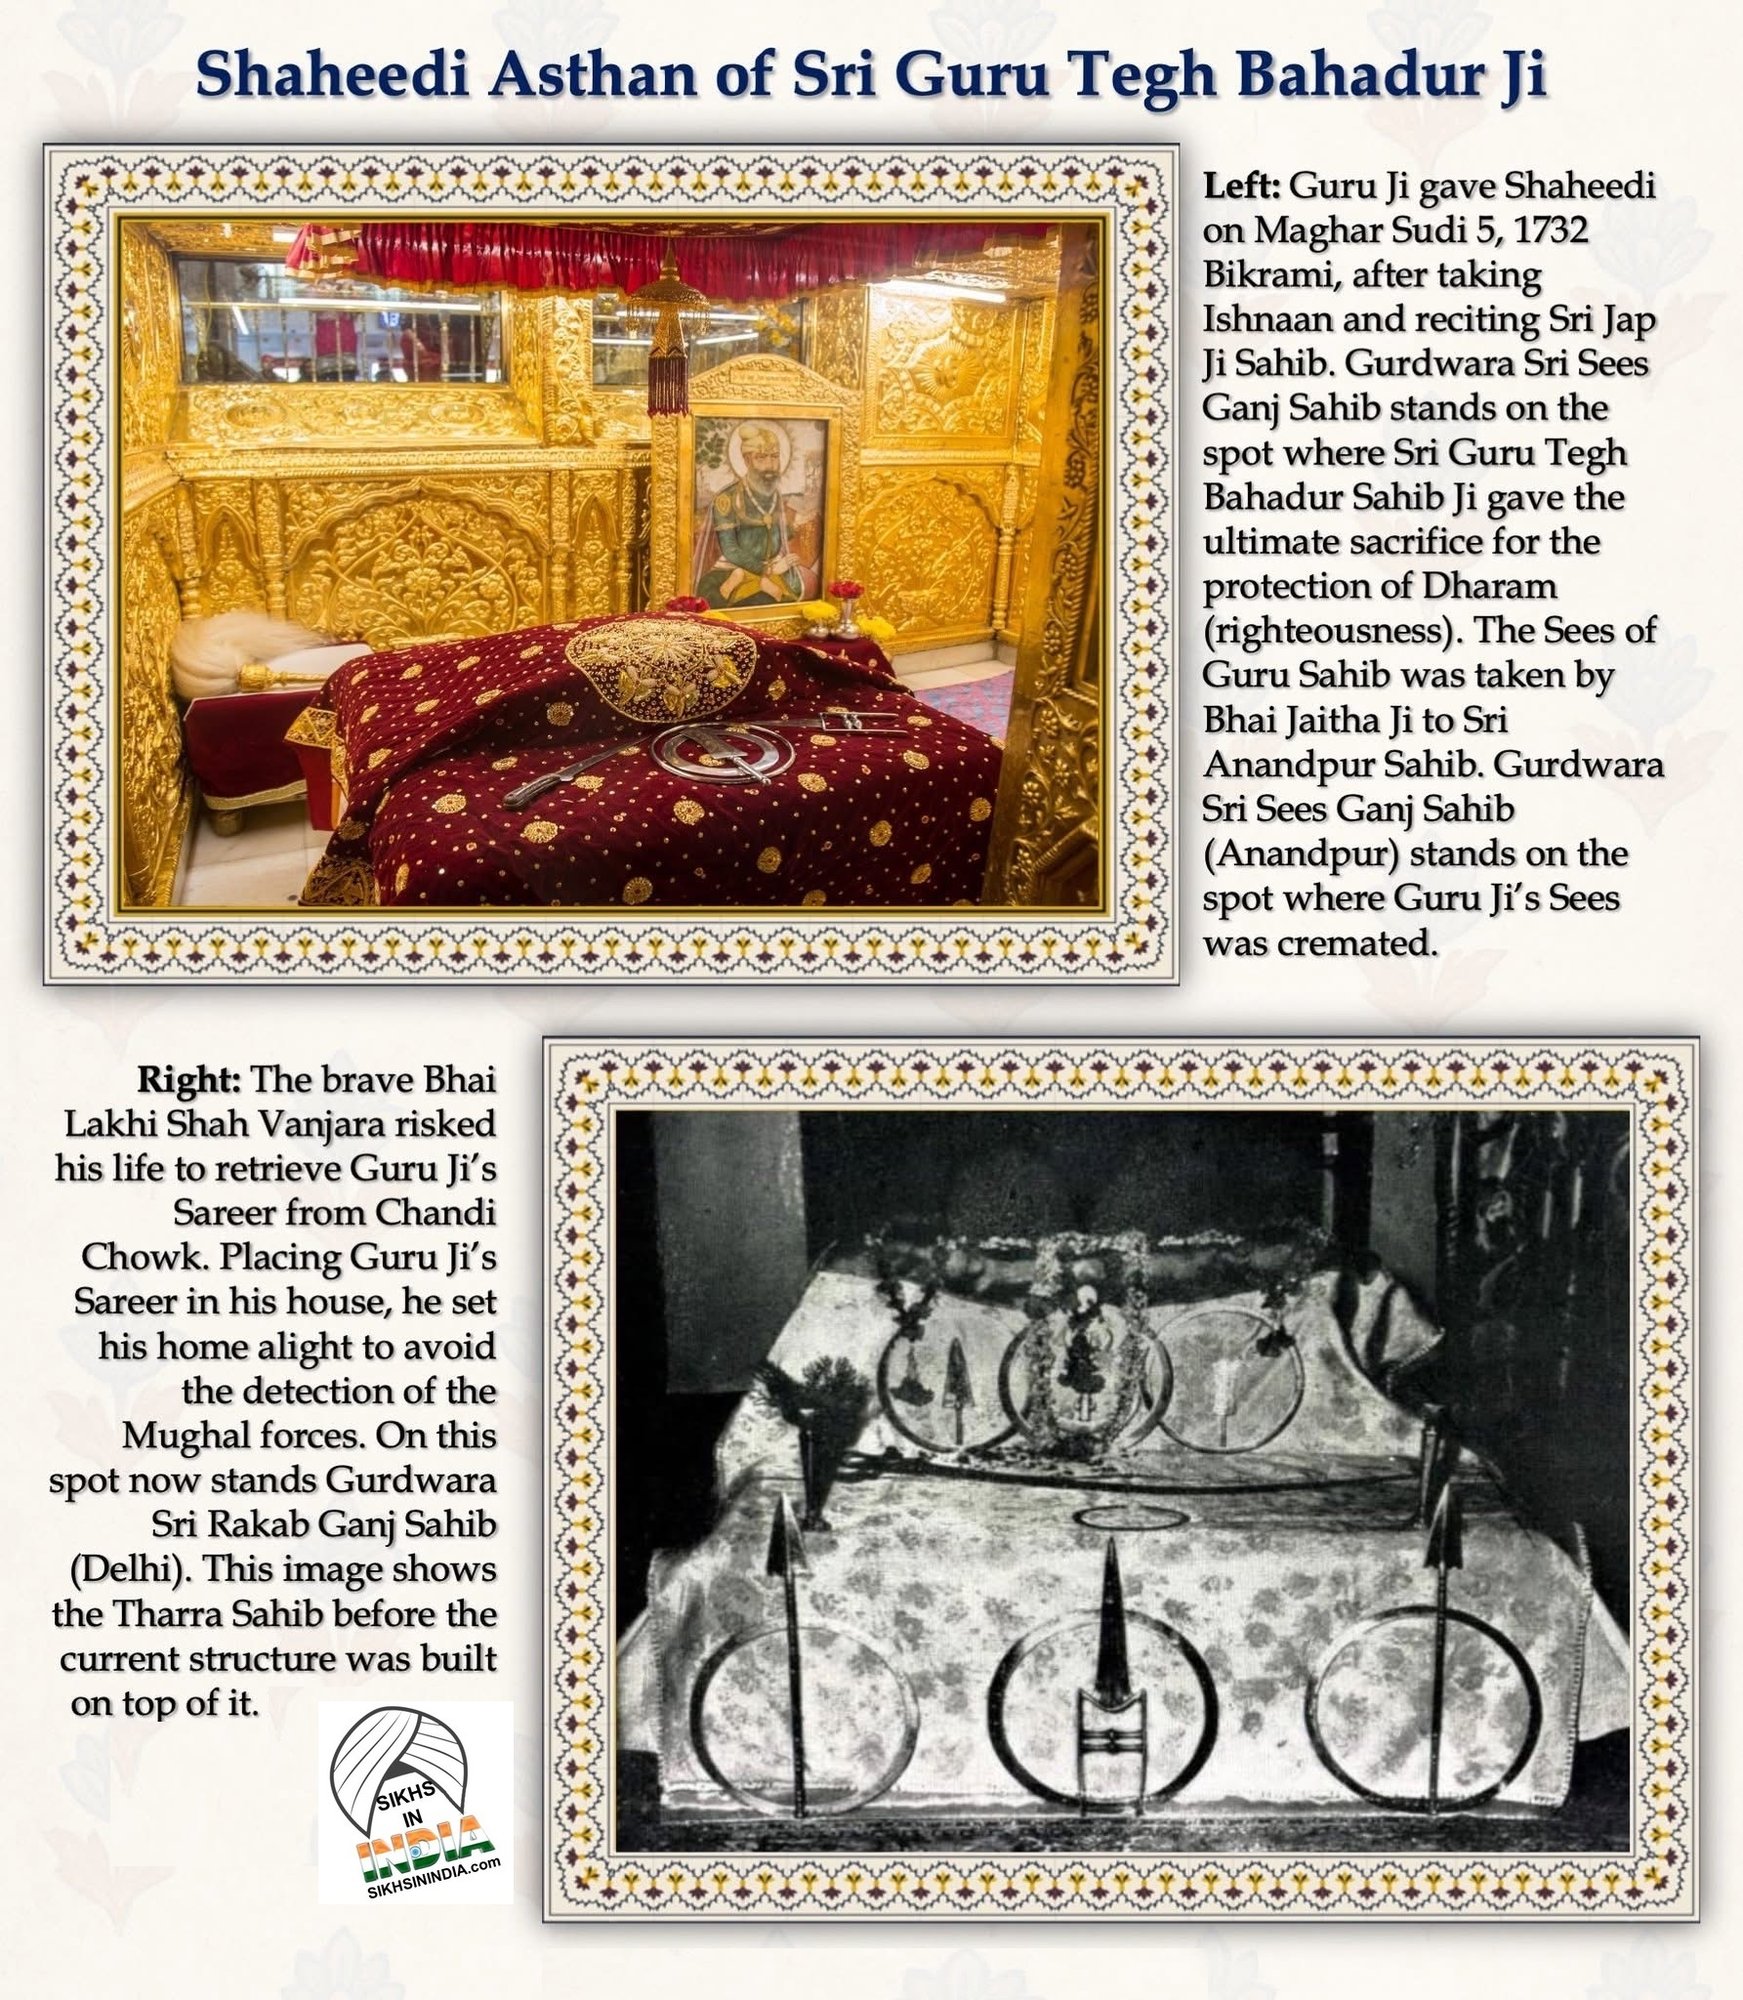 Shaheedi Asthan of Sri Guru Tegh Bahadur Ji
Left: Guru Ji gave Shaheedi
on Maghar Sudi 5, 1732
Bikrami, after taking
Ishnaan and reciting Sri Jap
Ji Sahib. Gurdwara Sri Sees
Ganj Sahib stands on the
spot where Sri Guru Tegh
Bahadur Sahib Ji gave the
ultimate sacrifice for the
protection of Dharam
(righteousness). The Sees of
Guru Sahib was taken by
Bhai Jaitha Ji to Sri
Anandpur Sahib. Gurdwara
Sri Sees Ganj Sahib
(Anandpur) stands on the
spot where Guru Ji’s Sees
was cremated.
Right: The brave Bhai
Lakhi Shah Vanjara risked
his life to retrieve Guru Ji’s
Sareer from Chandi
Chowk. Placing Guru Ji’s
Sareer in his house, he set
his home alight to avoid
the detection of the
Mughal forces. On this
spot now stands Gurdwara
Sri Rakab Ganj Sahib
(Delhi). This image shows
the Tharra Sahib before the
current structure was built
on top of it.
SIKHS
IN
INDIA
SIKHSININDIA.com